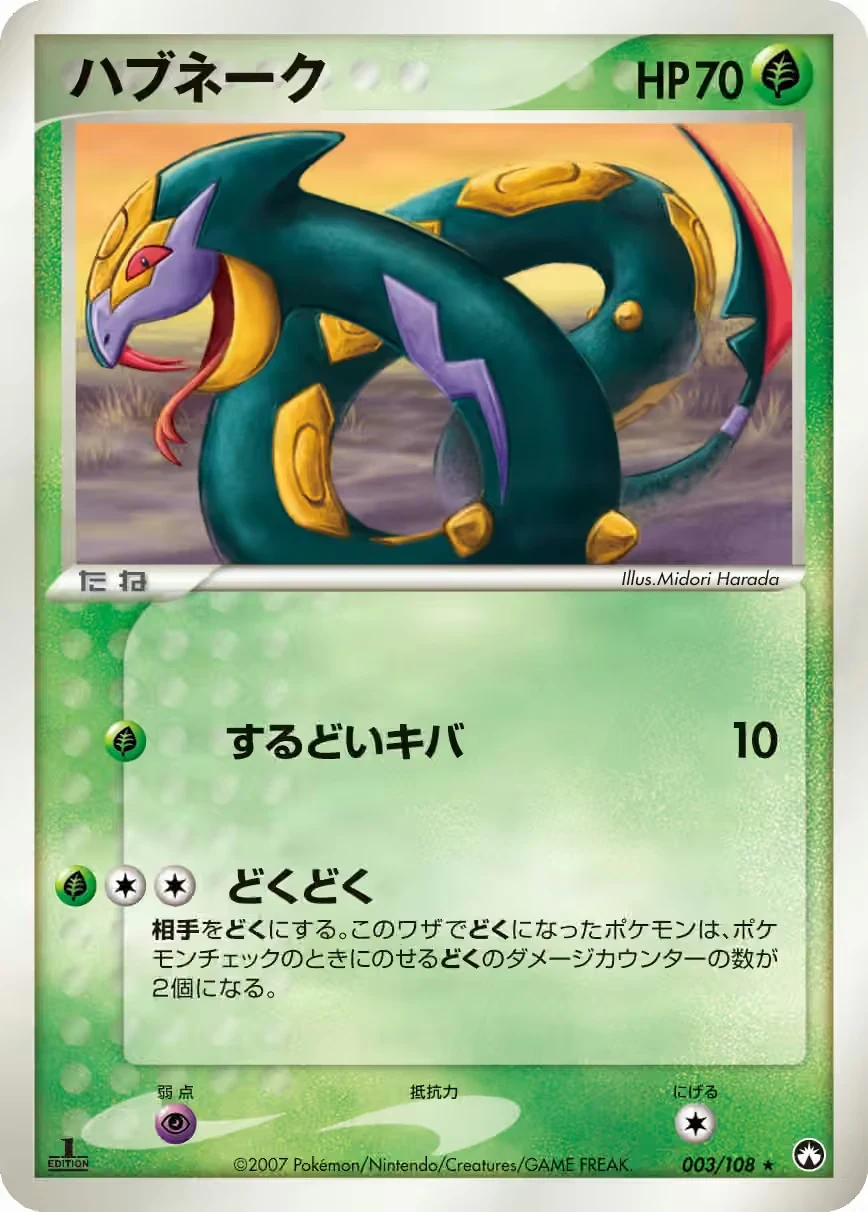 ハブネーク
HP70
たね
Illus.Midori Harada
するどいキバ 10
どくどく
相手をどくにする。このワザでどくになったポケモンは、ポケ
モンチェックのときにのせるどくのダメージカウンターの数が
2個になる。
弱点 抵抗力 にげる
1
EDITION
©2007 Pokémon/Nintendo/Creatures/GAME FREAK.
003/108 ★